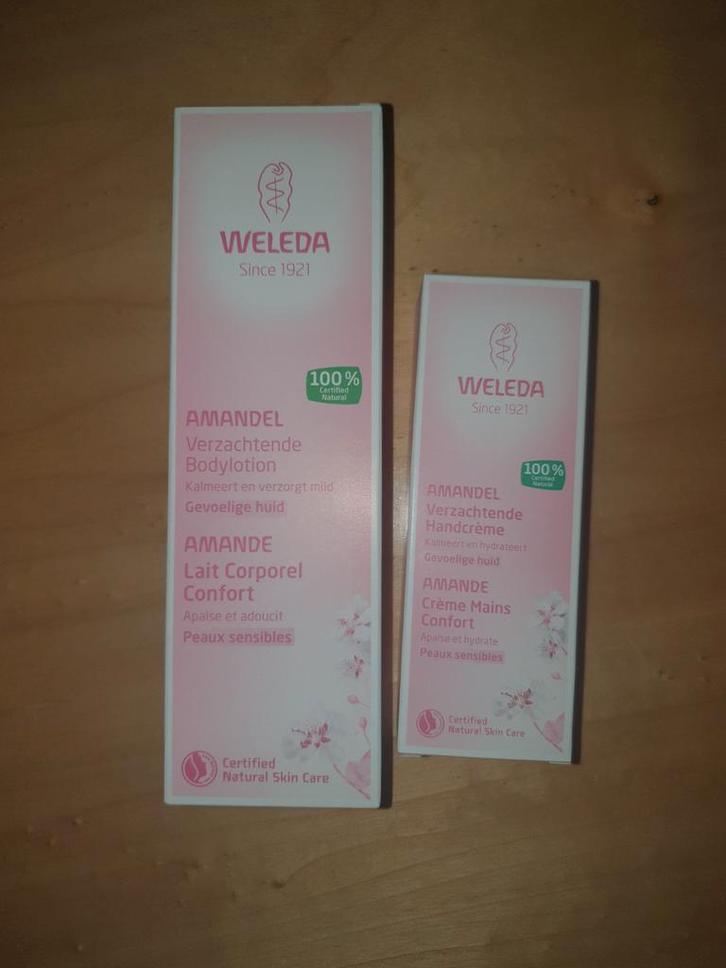 WELEDA
Since 1921
100%
Certified
Natural
AMANDEL
Verzachtende
Bodylotion
Kalmeert en verzorgt mild
Gevoelige huid
AMANDE
Lait Corporel
Confort
Apaise et adoucit
Peaux sensibles
Certified
Natural Skin Care
WELEDA
Since 1921
100%
Certified
Natural
AMANDEL
Verzachtende
Handcrème
Kalmeert en hydrateert
Gevoelige huid
AMANDE
Crème Mains
Confort
Apaise et hydrate
Peaux sensibles
Certified
Natural Skin Care